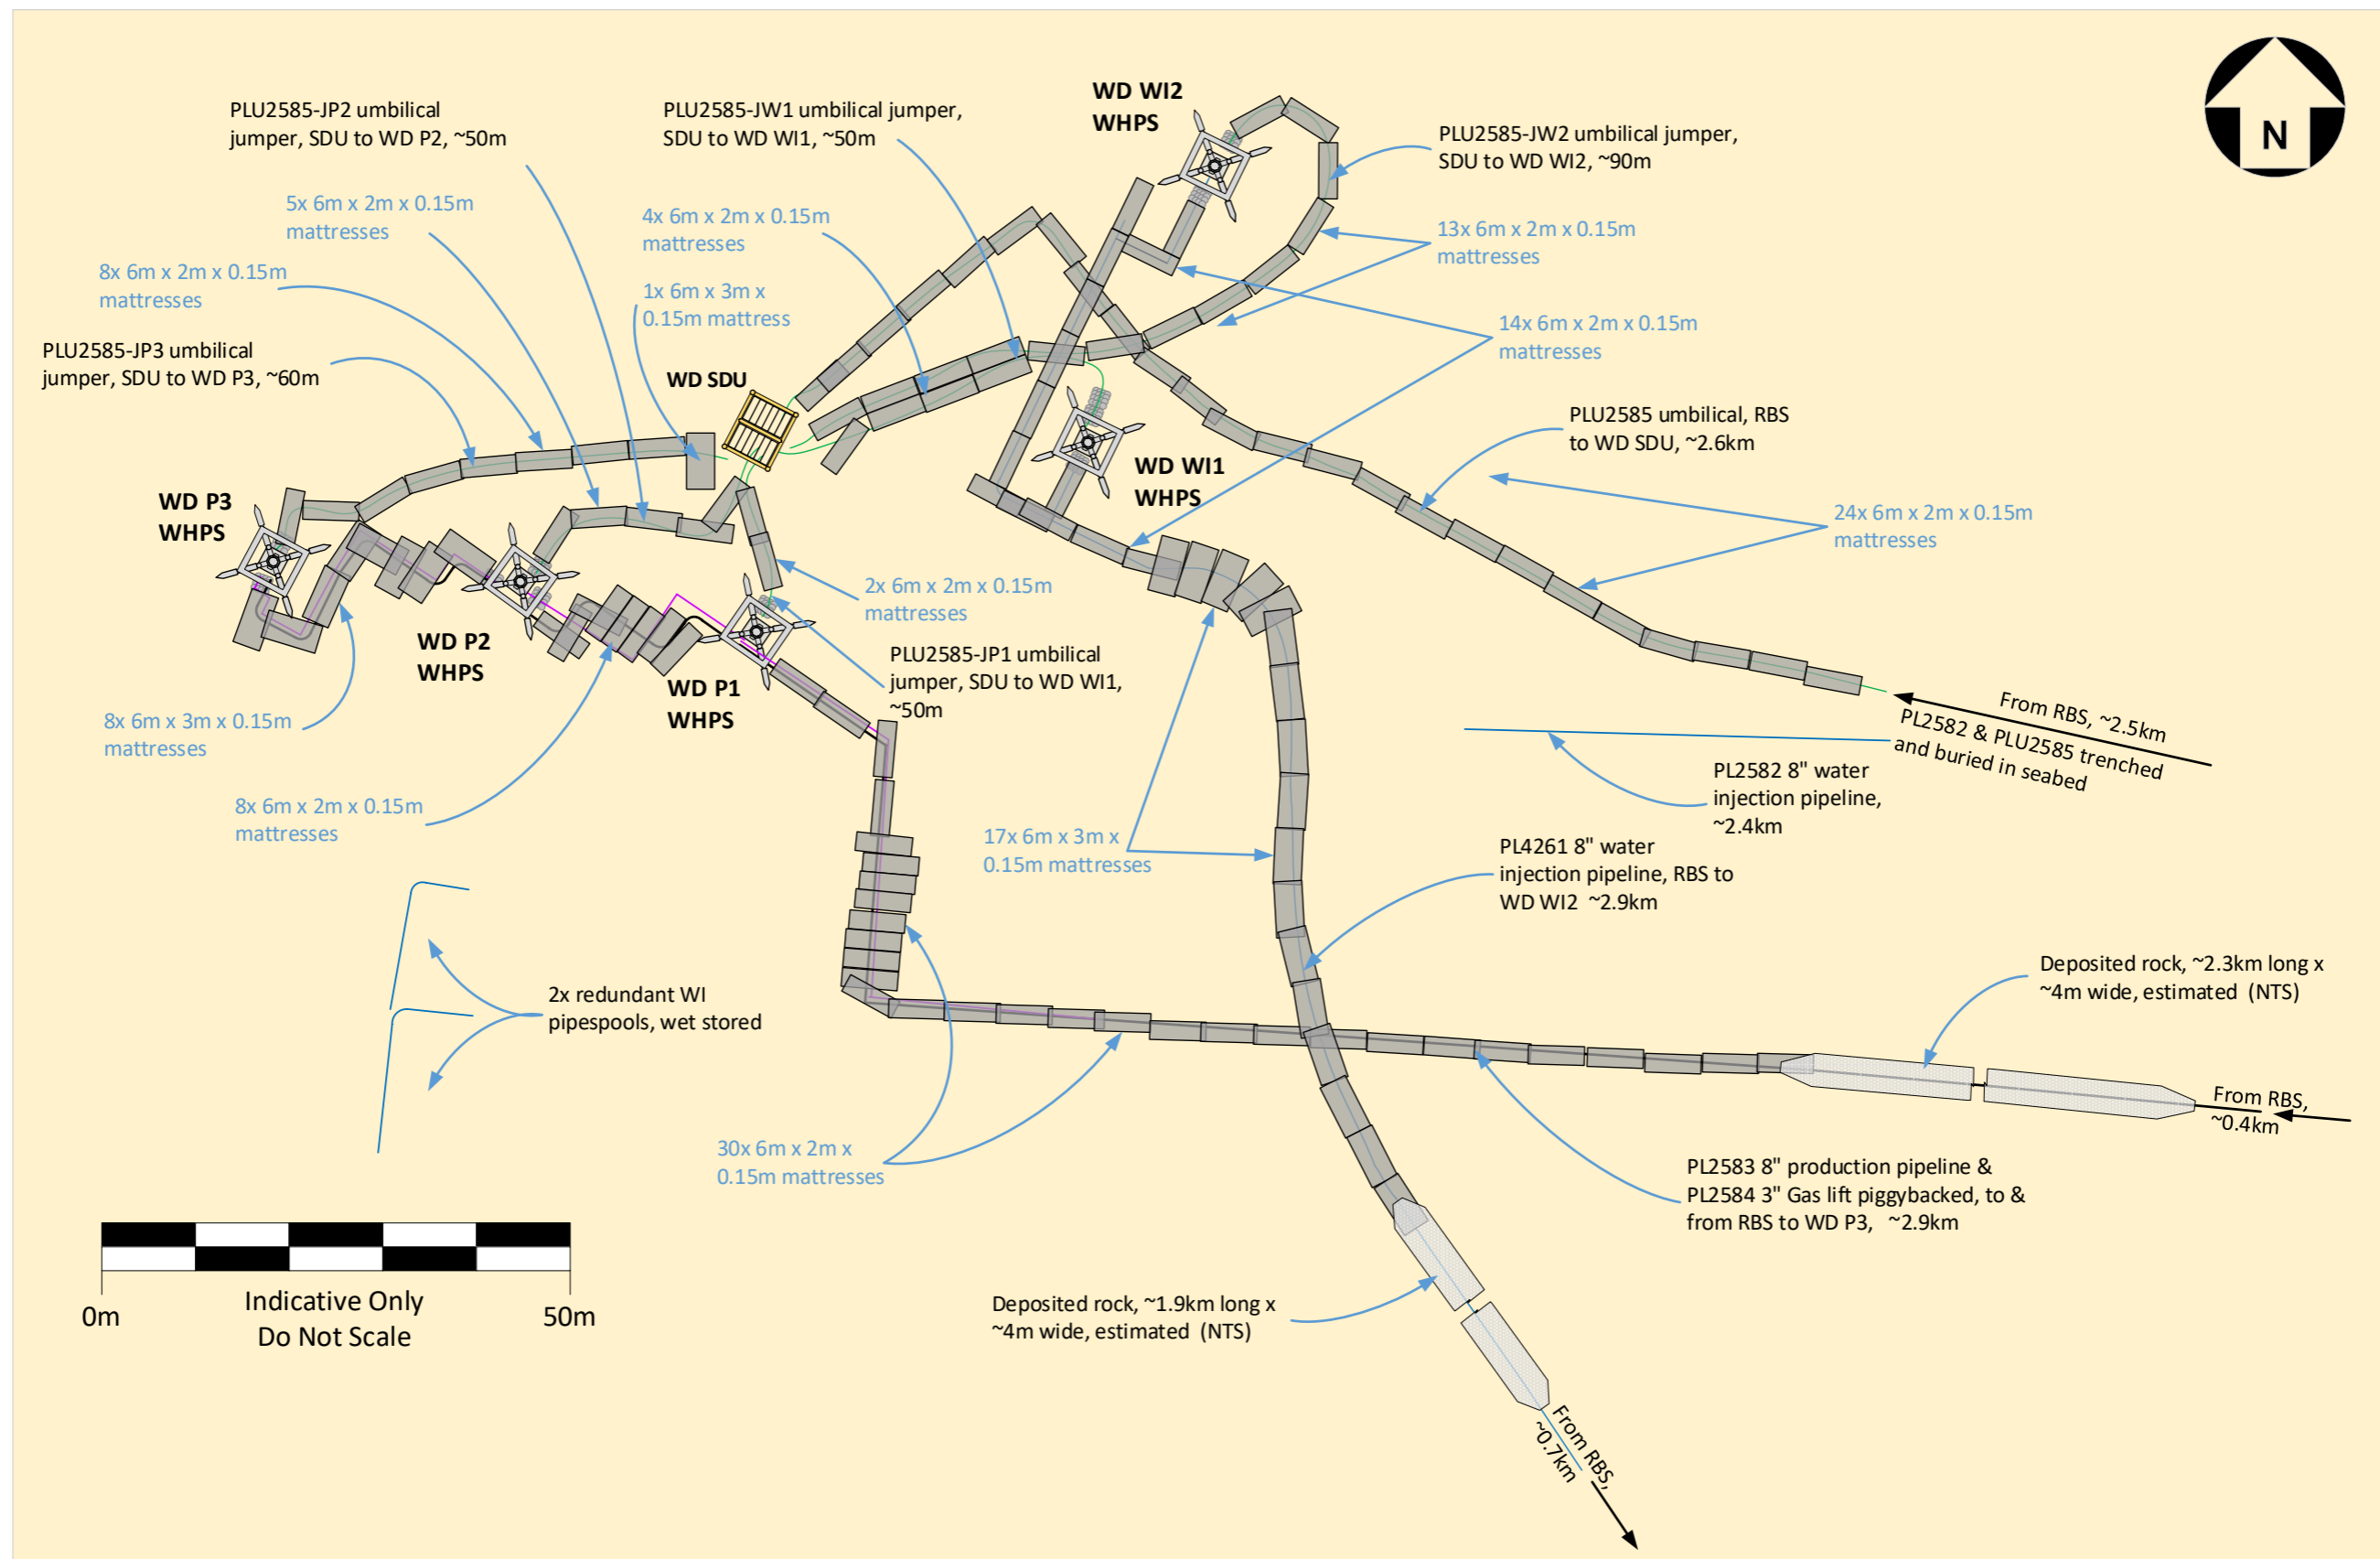 WD WI2
WHPS
N
PLU2585-JP2 umbilical
jumper, SDU to WD P2, ~50m
PLU2585-JW1 umbilical jumper,
SDU to WD WI1, ~50m
PLU2585-JW2 umbilical jumper,
SDU to WD WI2, ~90m
5x 6m x 2m x 0.15m
mattresses
4x 6m x 2m x 0.15m
mattresses
13x 6m x 2m x 0.15m
mattresses
8x 6m x 2m x 0.15m
mattresses
1x 6m x 3m x
0.15m mattress
14x 6m x 2m x 0.15m
mattresses
PLU2585-JP3 umbilical
jumper, SDU to WD P3, ~60m
WD SDU
PLU2585 umbilical, RBS
to WD SDU, ~2.6km
WD WI1
WHPS
WD P3
WHPS
24x 6m x 2m x 0.15m
mattresses
2x 6m x 2m x 0.15m
mattresses
WD P2
WHPS
PLU2585-JP1 umbilical
jumper, SDU to WD WI1,
~50m
WD P1
WHPS
From RBS, ~2.5km
PL2582 & PLU2585 trenched
and buried in seabed
8x 6m x 3m x 0.15m
mattresses
PL2582 8" water
injection pipeline,
~2.4km
8x 6m x 2m x 0.15m
mattresses
17x 6m x 3m x
0.15m mattresses
PL4261 8" water
injection pipeline, RBS to
WD WI2 ~2.9km
Deposited rock, ~2.3km long x
~4m wide, estimated (NTS)
2x redundant WI
pipespools, wet stored
From RBS,
~0.4km
30x 6m x 2m x
0.15m mattresses
PL2583 8" production pipeline &
PL2584 3" Gas lift piggybacked, to &
from RBS to WD P3, ~2.9km
Deposited rock, ~1.9km long x
~4m wide, estimated (NTS)
0m
Indicative Only
Do Not Scale
50m
From RBS,
~0.7km